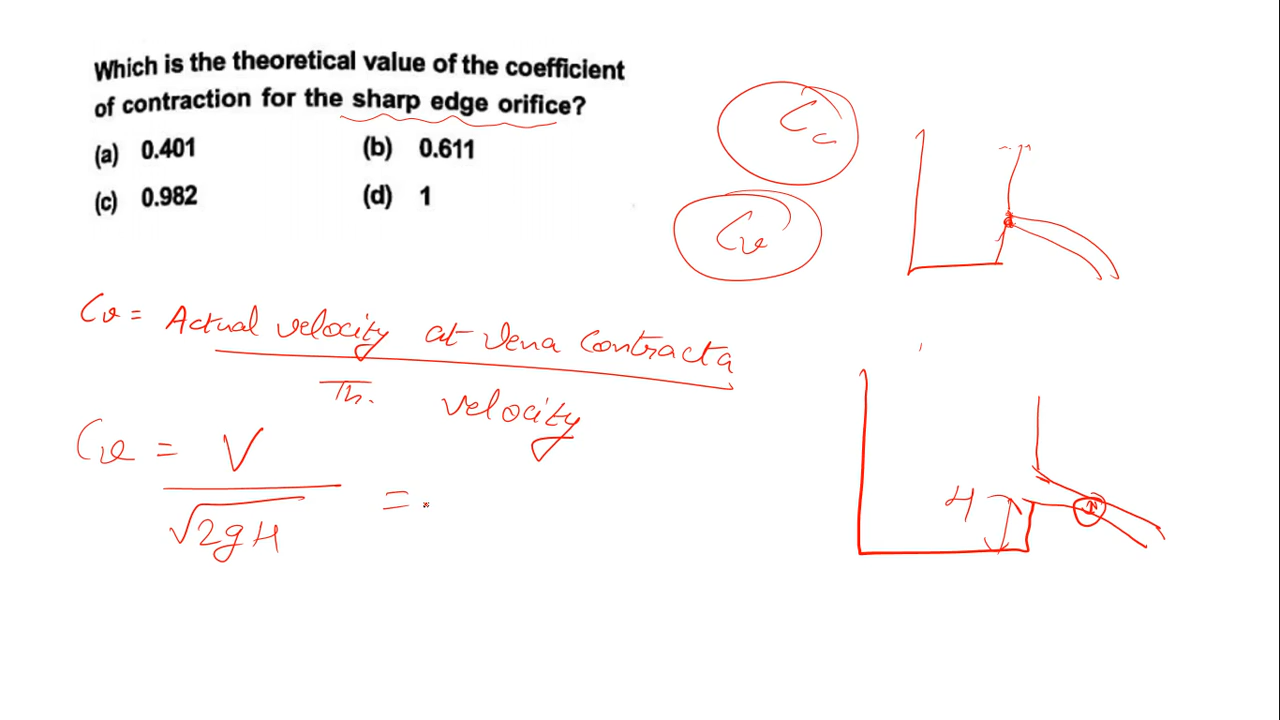 Which is the theoretical value of the coefficient
of contraction for the sharp edge orifice?
(a) 0.401 (b) 0.611
(c) 0.982 (d) 1
Cc
Cv
Cv = Actual velocity at Vena Contracta
Th. velocity
Cv = V
√2gH
=
H